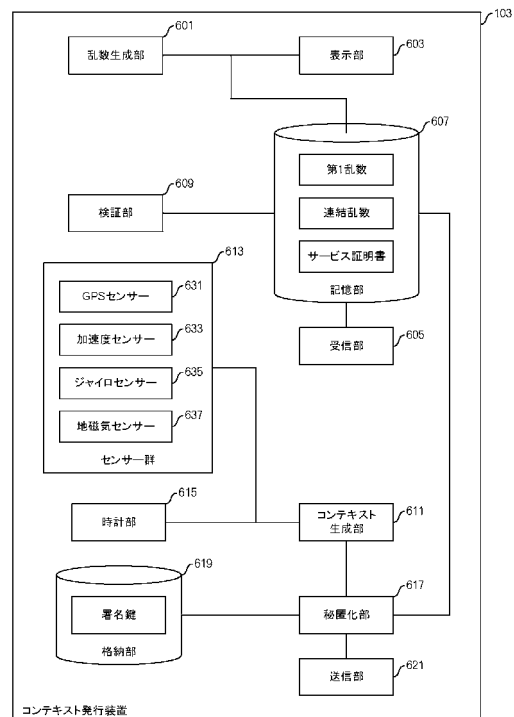 103
601
乱数生成部
603
表示部
607
第1乱数
連結乱数
サービス証明書
記憶部
609
検証部
613
GPSセンサー
631
加速度センサー
633
ジャイロセンサー
635
地磁気センサー
637
センサー群
受信部
605
615
時計部
コンテキスト
生成部
611
619
署名鍵
格納部
617
秘匿化部
送信部
621
コンテキスト発行装置